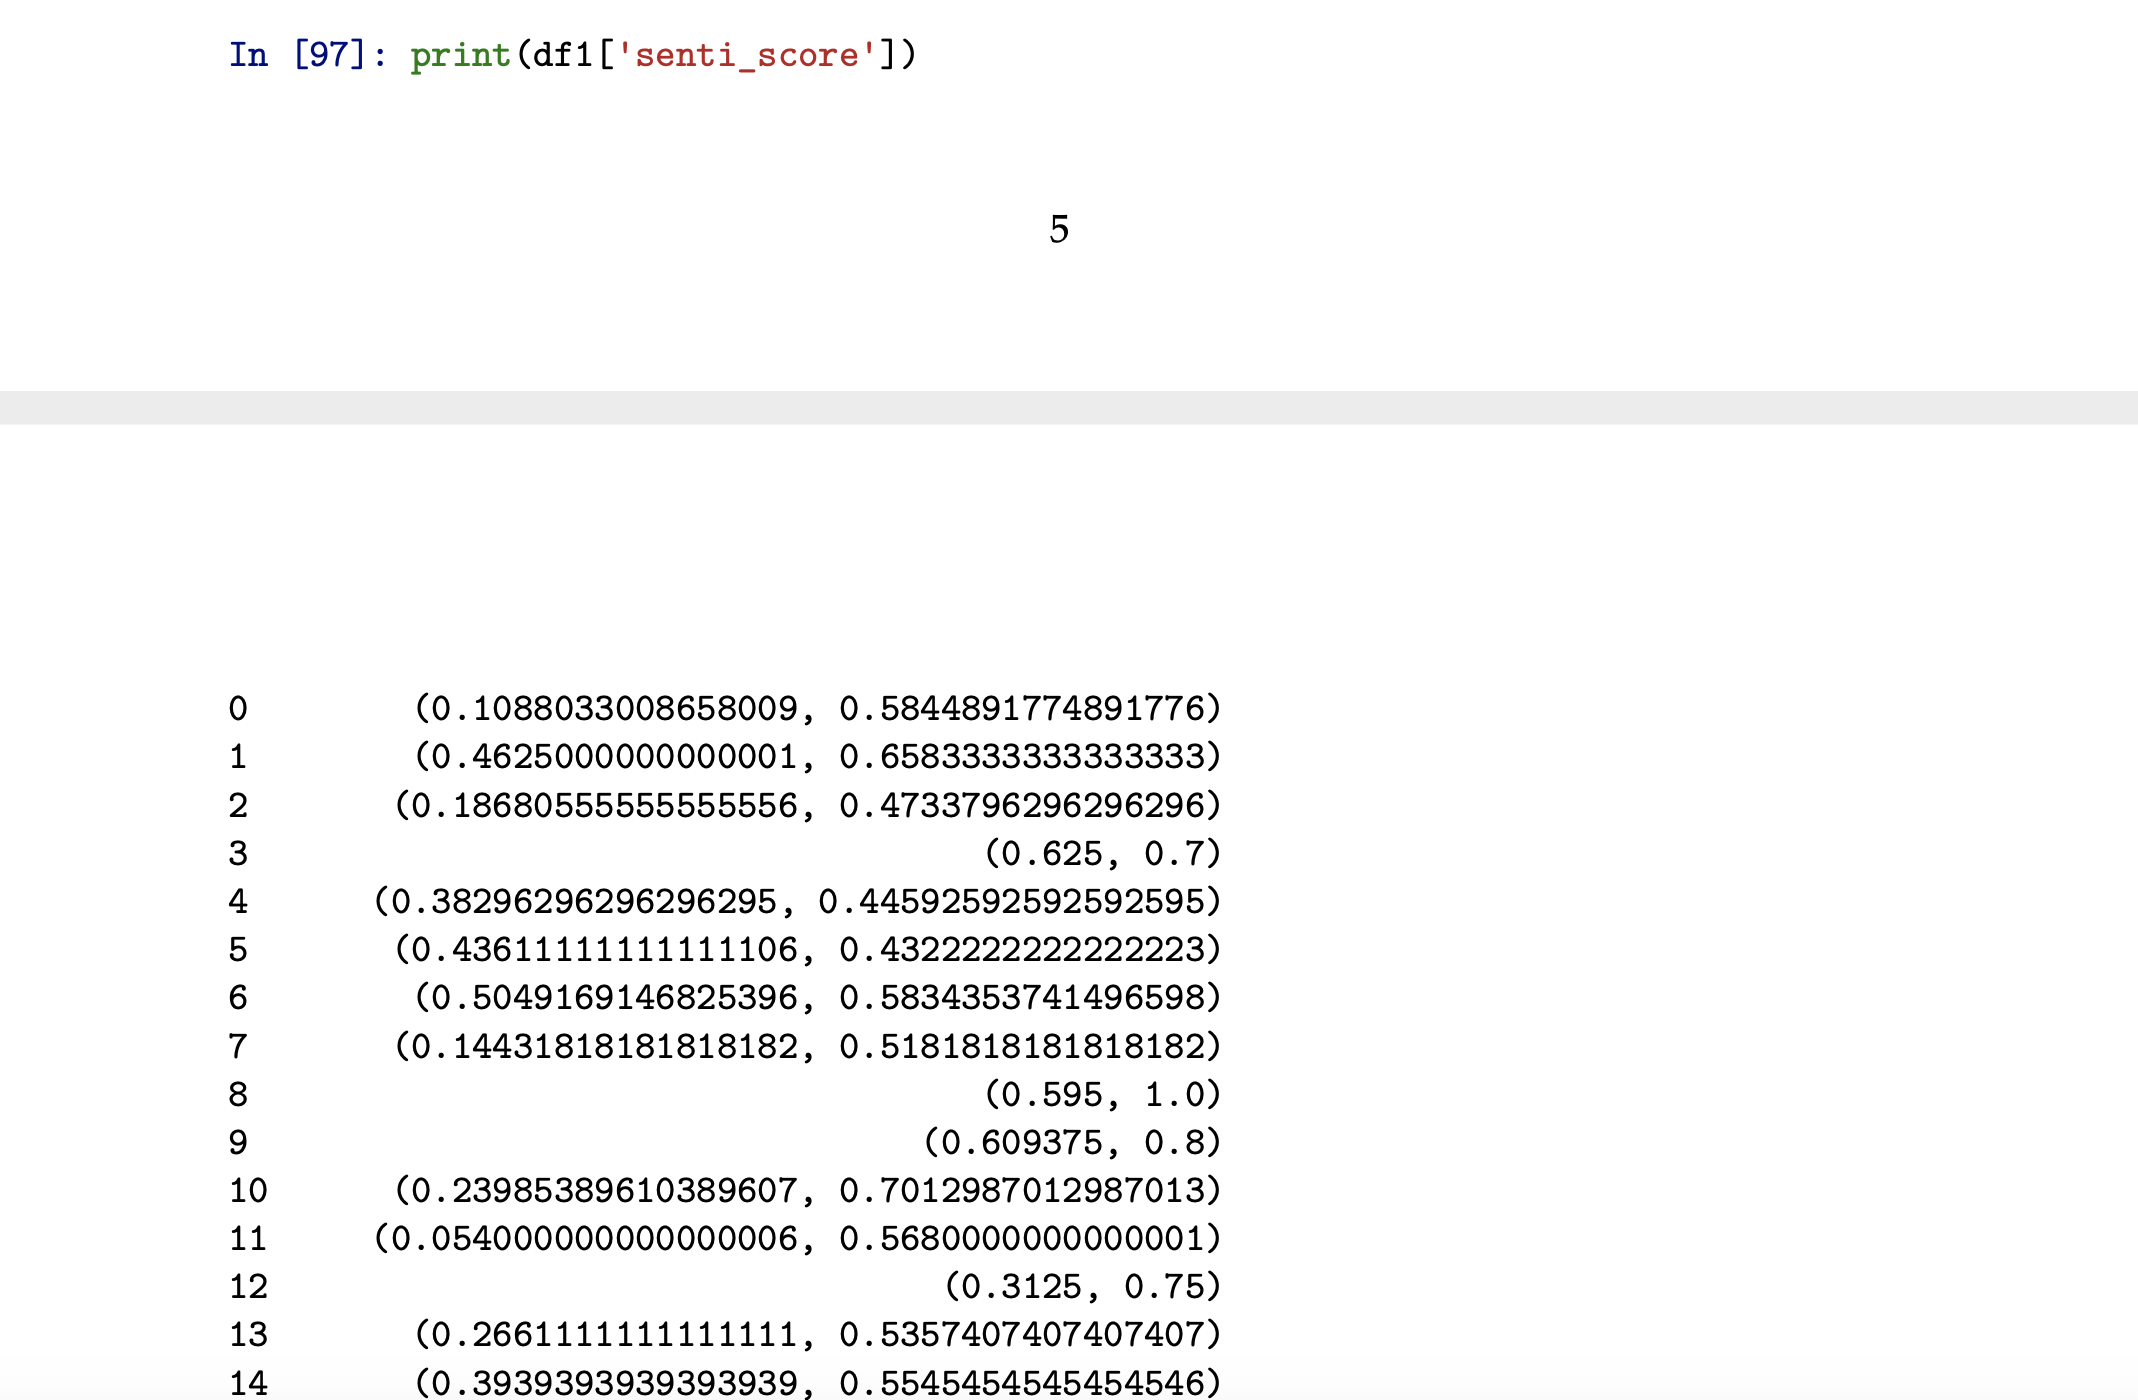 In [97]: print(df1['senti_score'])
5
0 (0.1088033008658009, 0.5844891774891776)
1 (0.4625000000000001, 0.6583333333333333)
2 (0.18680555555555556, 0.4733796296296296)
3 (0.625, 0.7)
4 (0.38296296296296295, 0.44592592592592595)
5 (0.43611111111111106, 0.4322222222222223)
6 (0.5049169146825396, 0.5834353741496598)
7 (0.14431818181818182, 0.5181818181818182)
8 (0.595, 1.0)
9 (0.609375, 0.8)
10 (0.23985389610389607, 0.7012987012987013)
11 (0.054000000000000006, 0.5680000000000001)
12 (0.3125, 0.75)
13 (0.2661111111111111, 0.5357407407407407)
14 (0.3939393939393939, 0.5545454545454546)